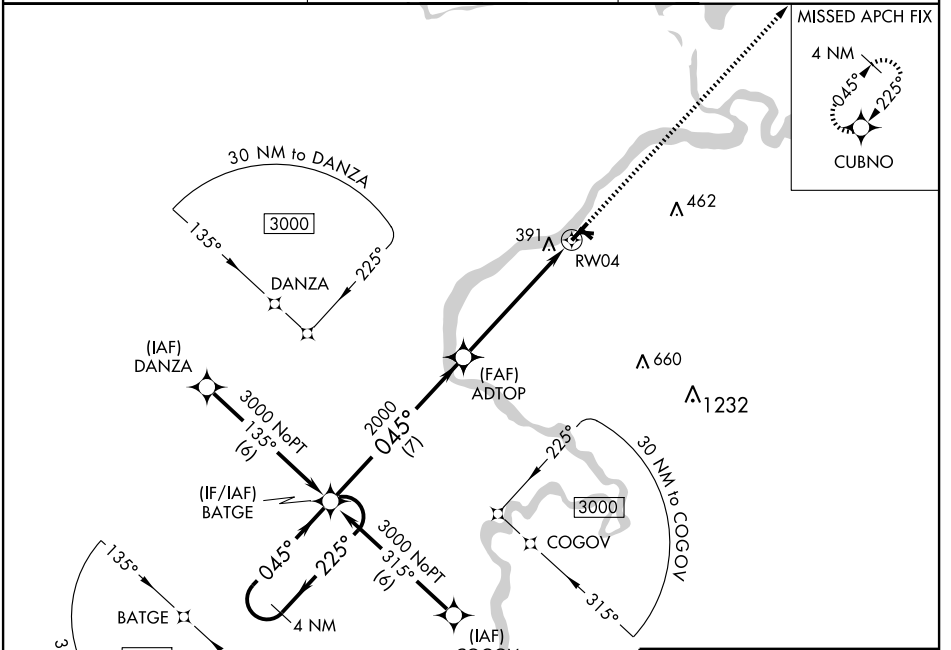 MISSED APCH FIX
4 NM
045°
225°
CUBNO
30 NM to DANZA
3000
135°
225°
DANZA
462
391
RW04
(IAF)
DANZA
3000 NoPT
135°
(6)
(FAF)
ADTOP
660
1232
2000
045°
(7)
(IF/IAF)
BATGE
045°
225°
4 NM
3000 NoPT
315°
(6)
(IAF)
225°
30 NM to COGOV
3000
COGOV
315°
135°
BATGE
3